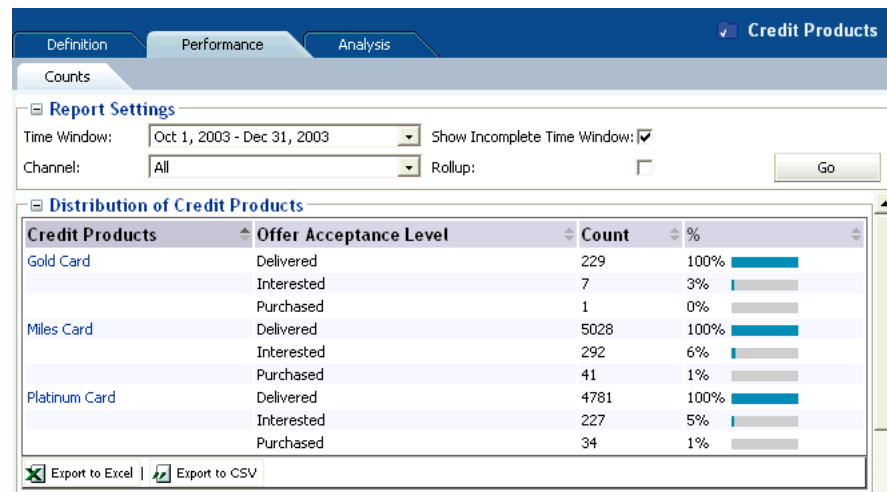 Credit Products
Definition Performance Analysis
Counts
Report Settings
Time Window: Oct 1, 2003 - Dec 31, 2003 Show Incomplete Time Window:
Channel: All Rollup: Go
Distribution of Credit Products
Credit Products Offer Acceptance Level Count %
Gold Card Delivered 229 100%
Interested 7 3%
Purchased 1 0%
Miles Card Delivered 5028 100%
Interested 292 6%
Purchased 41 1%
Platinum Card Delivered 4781 100%
Interested 227 5%
Purchased 34 1%
Export to Excel | Export to CSV